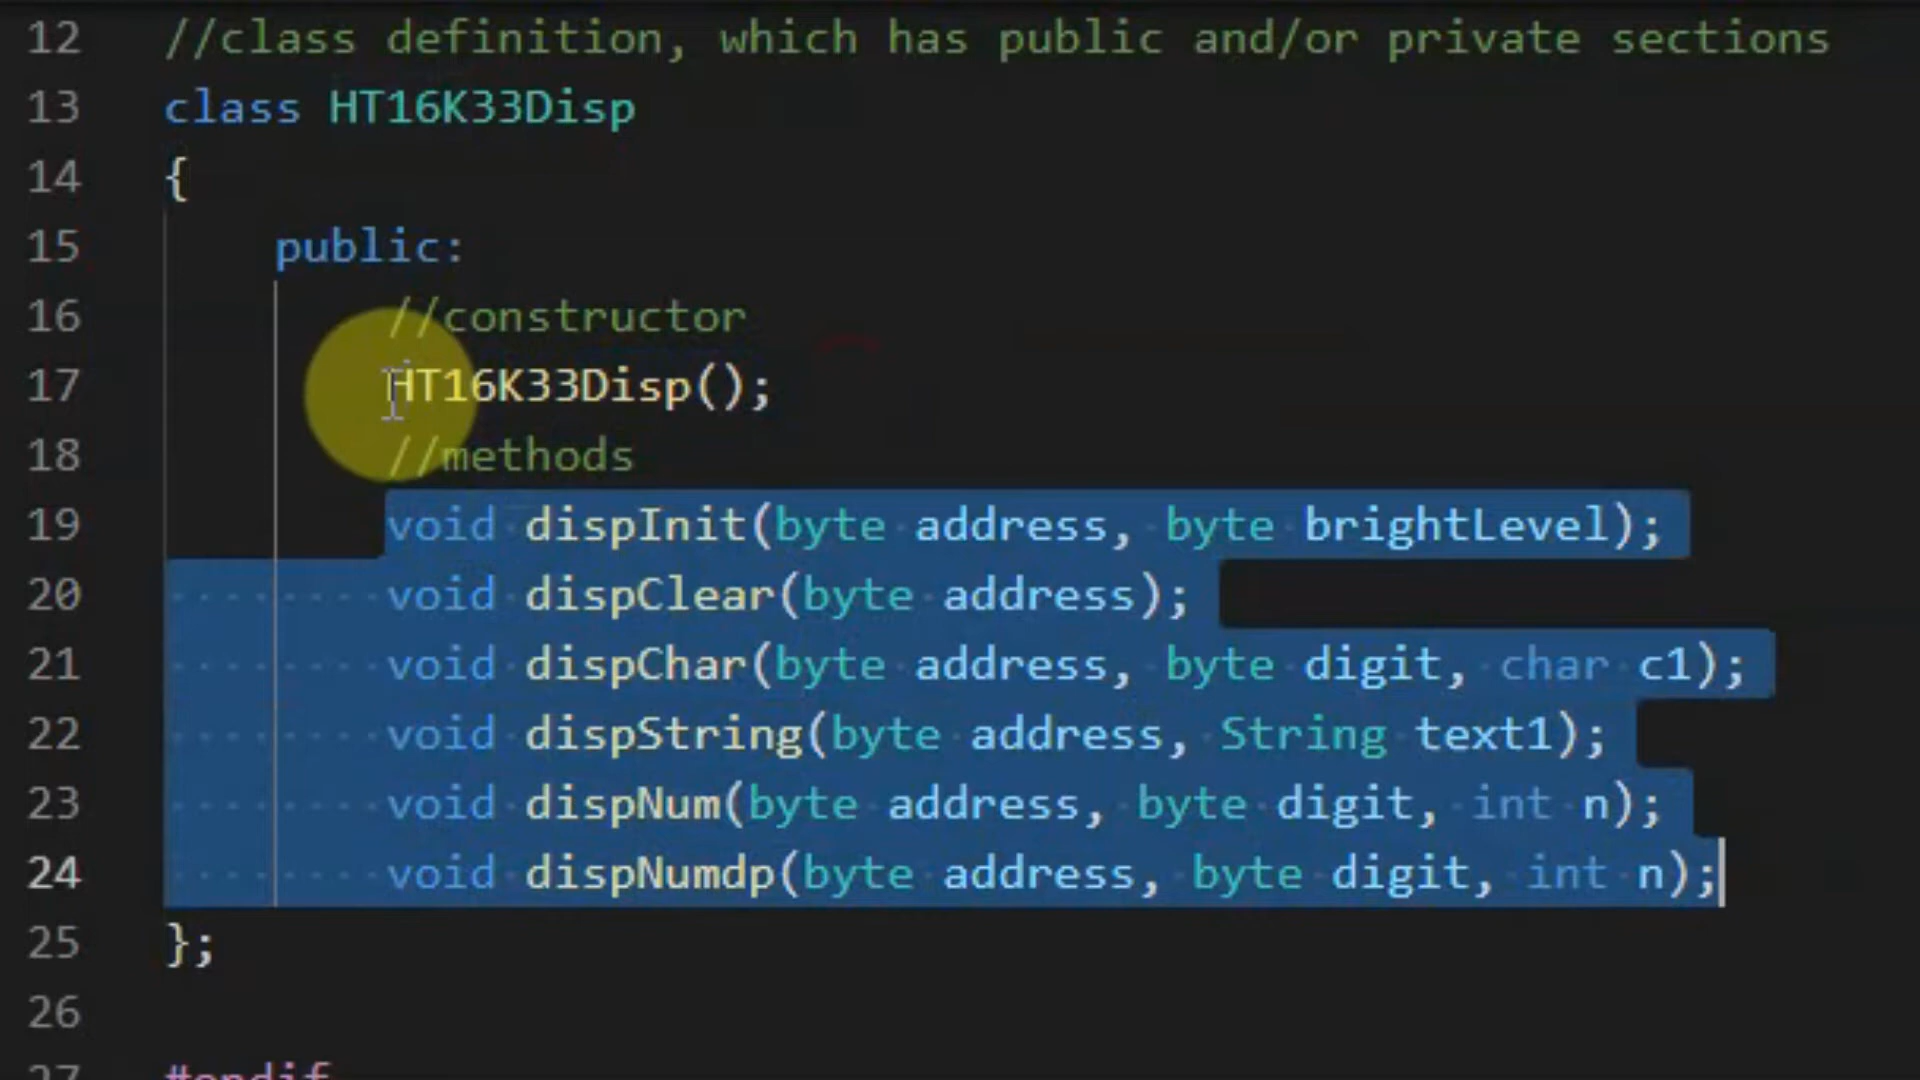 12 //class definition, which has public and/or private sections
13 class HT16K33Disp
14 {
15 public:
16 //constructor
17 HT16K33Disp();
18 //methods
19 void dispInit(byte address, byte brightLevel);
20 void dispClear(byte address);
21 void dispChar(byte address, byte digit, char c1);
22 void dispString(byte address, String text1);
23 void dispNum(byte address, byte digit, int n);
24 void dispNumdp(byte address, byte digit, int n);
25 };
26
27 #endif